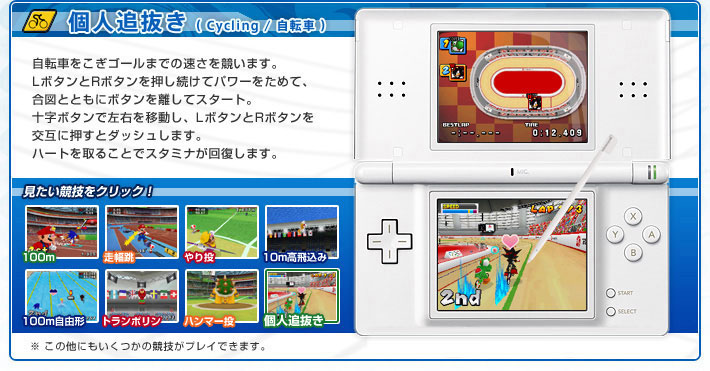 個人追抜き ( Cycling / 自転車 )
自転車をこぎゴールまでの速さを競います。
LボタンとRボタンを押し続けてパワーをためて、
合図とともにボタンを離してスタート。
十字ボタンで左右を移動し、LボタンとRボタンを
交互に押すとダッシュします。
ハートを取ることでスタミナが回復します。
見たい競技をクリック！
100m
走幅跳
やり投
10m高飛込み
100m自由形
トランポリン
ハンマー投
個人追抜き
※ この他にもいくつかの競技がプレイできます。
1
2
BESTLAP
TIME
-:--.---
0:12.409
MIC.
SPEED
LAP
2nd
X
Y
A
B
START
SELECT